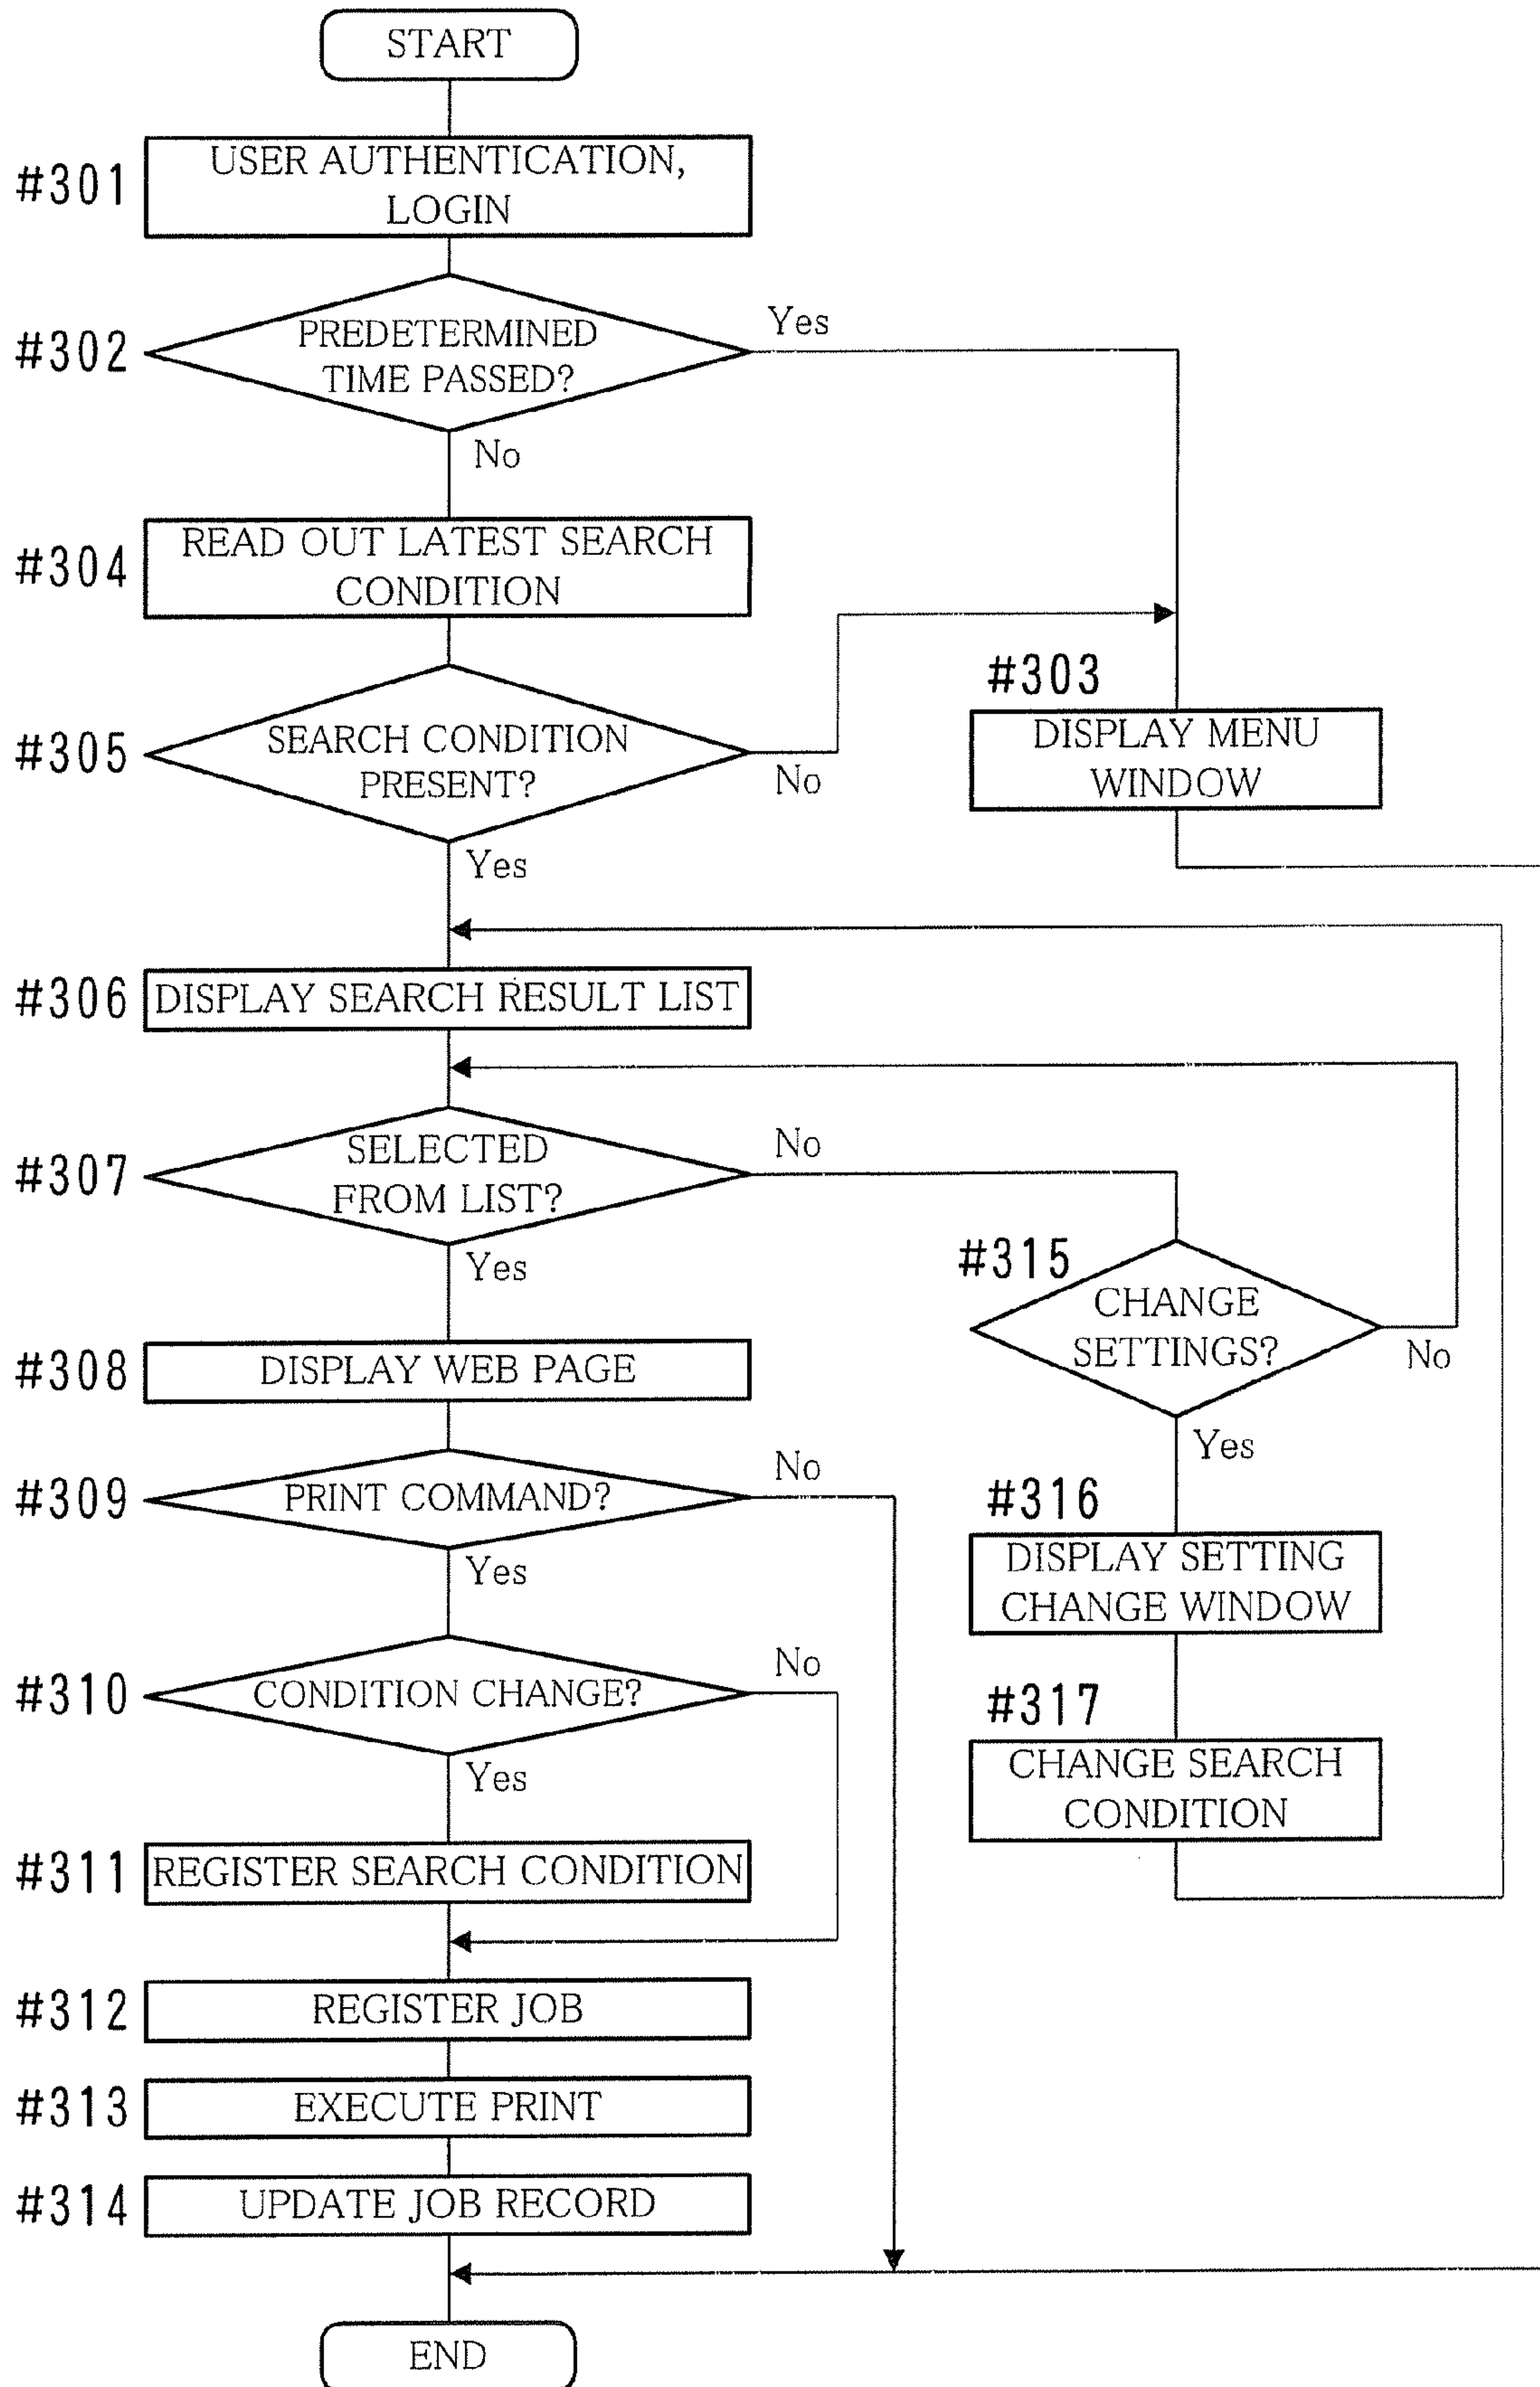 START
#301
USER AUTHENTICATION,
LOGIN
#302
PREDETERMINED
TIME PASSED?
Yes
No
#304
READ OUT LATEST SEARCH
CONDITION
#303
DISPLAY MENU
WINDOW
#305
SEARCH CONDITION
PRESENT?
No
Yes
#306
DISPLAY SEARCH RESULT LIST
#307
SELECTED
FROM LIST?
No
Yes
#315
CHANGE
SETTINGS?
No
Yes
#308
DISPLAY WEB PAGE
#309
PRINT COMMAND?
No
Yes
#316
DISPLAY SETTING
CHANGE WINDOW
#310
CONDITION CHANGE?
No
Yes
#317
CHANGE SEARCH
CONDITION
#311
REGISTER SEARCH CONDITION
#312
REGISTER JOB
#313
EXECUTE PRINT
#314
UPDATE JOB RECORD
END